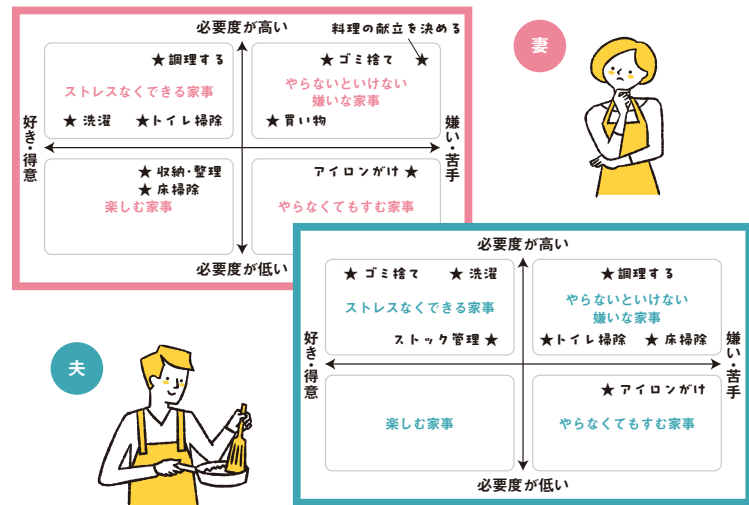 必要度が高い
料理の献立を決める
妻
★調理する
★ゴミ捨て ★
ストレスなくできる家事
やらないといけない
嫌いな家事
★ 洗濯 ★トイレ掃除
★買い物
好き・得意
嫌い・苦手
★ 収納・整理
★ 床掃除
楽しむ家事
アイロンがけ ★
やらなくてもすむ家事
必要度が低い
夫
必要度が高い
★ ゴミ捨て ★ 洗濯
★調理する
ストレスなくできる家事
やらないといけない
嫌いな家事
ストック管理 ★
★トイレ掃除 ★ 床掃除
好き・得意
嫌い・苦手
★ アイロンがけ
楽しむ家事
やらなくてもすむ家事
必要度が低い